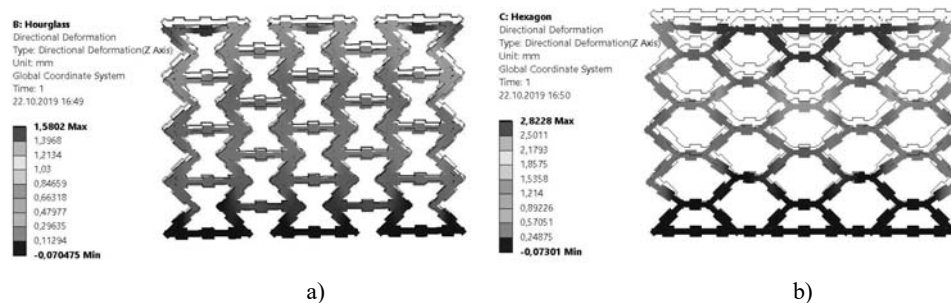 B: Hourglass
Directional Deformation
Type: Directional Deformation(Z Axis)
Unit: mm
Global Coordinate System
Time: 1
22.10.2019 16:49
1,5802 Max
1,3968
1,2134
1,03
0,84659
0,66318
0,47977
0,29635
0,11294
-0,070475 Min
a)
C: Hexagon
Directional Deformation
Type: Directional Deformation(Z Axis)
Unit: mm
Global Coordinate System
Time: 1
22.10.2019 16:50
2,8228 Max
2,5011
2,1793
1,8575
1,5358
1,214
0,89226
0,57051
0,24875
-0,07301 Min
b)